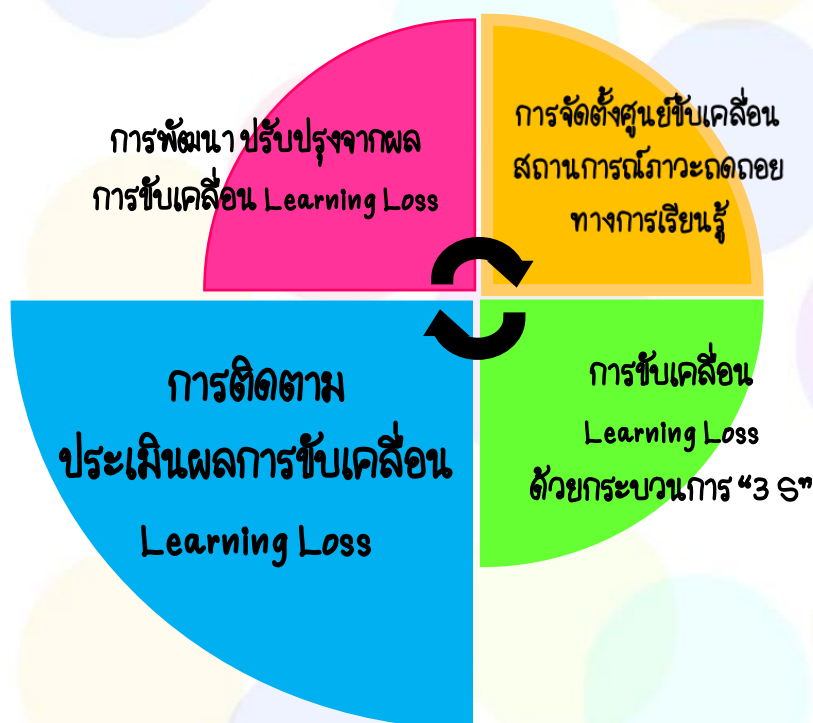 การพัฒนา ปรับปรุงจากผล
การขับเคลื่อน Learning Loss
การจัดตั้งศูนย์ขับเคลื่อน
สถานการณ์ภาวะถดถอย
ทางการเรียนรู้
การติดตาม
ประเมินผลการขับเคลื่อน
Learning Loss
การขับเคลื่อน
Learning Loss
ด้วยกระบวนการ “3 S”